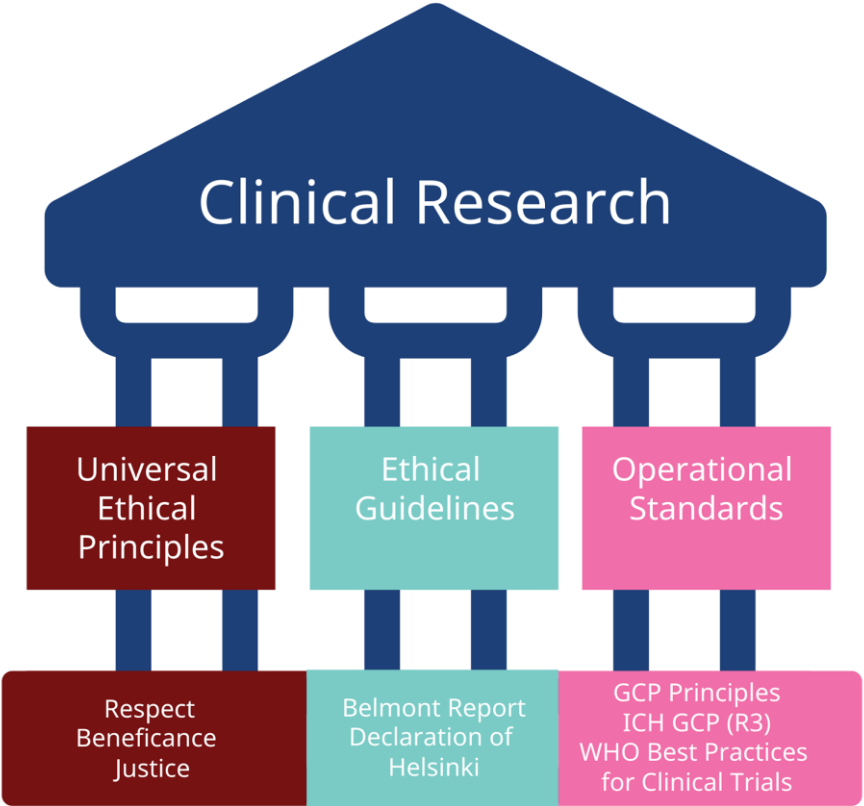 Clinical Research
Universal
Ethical
Principles
Ethical
Guidelines
Operational
Standards
Respect
Beneficance
Justice
Belmont Report
Declaration of
Helsinki
GCP Principles
ICH GCP (R3)
WHO Best Practices
for Clinical Trials